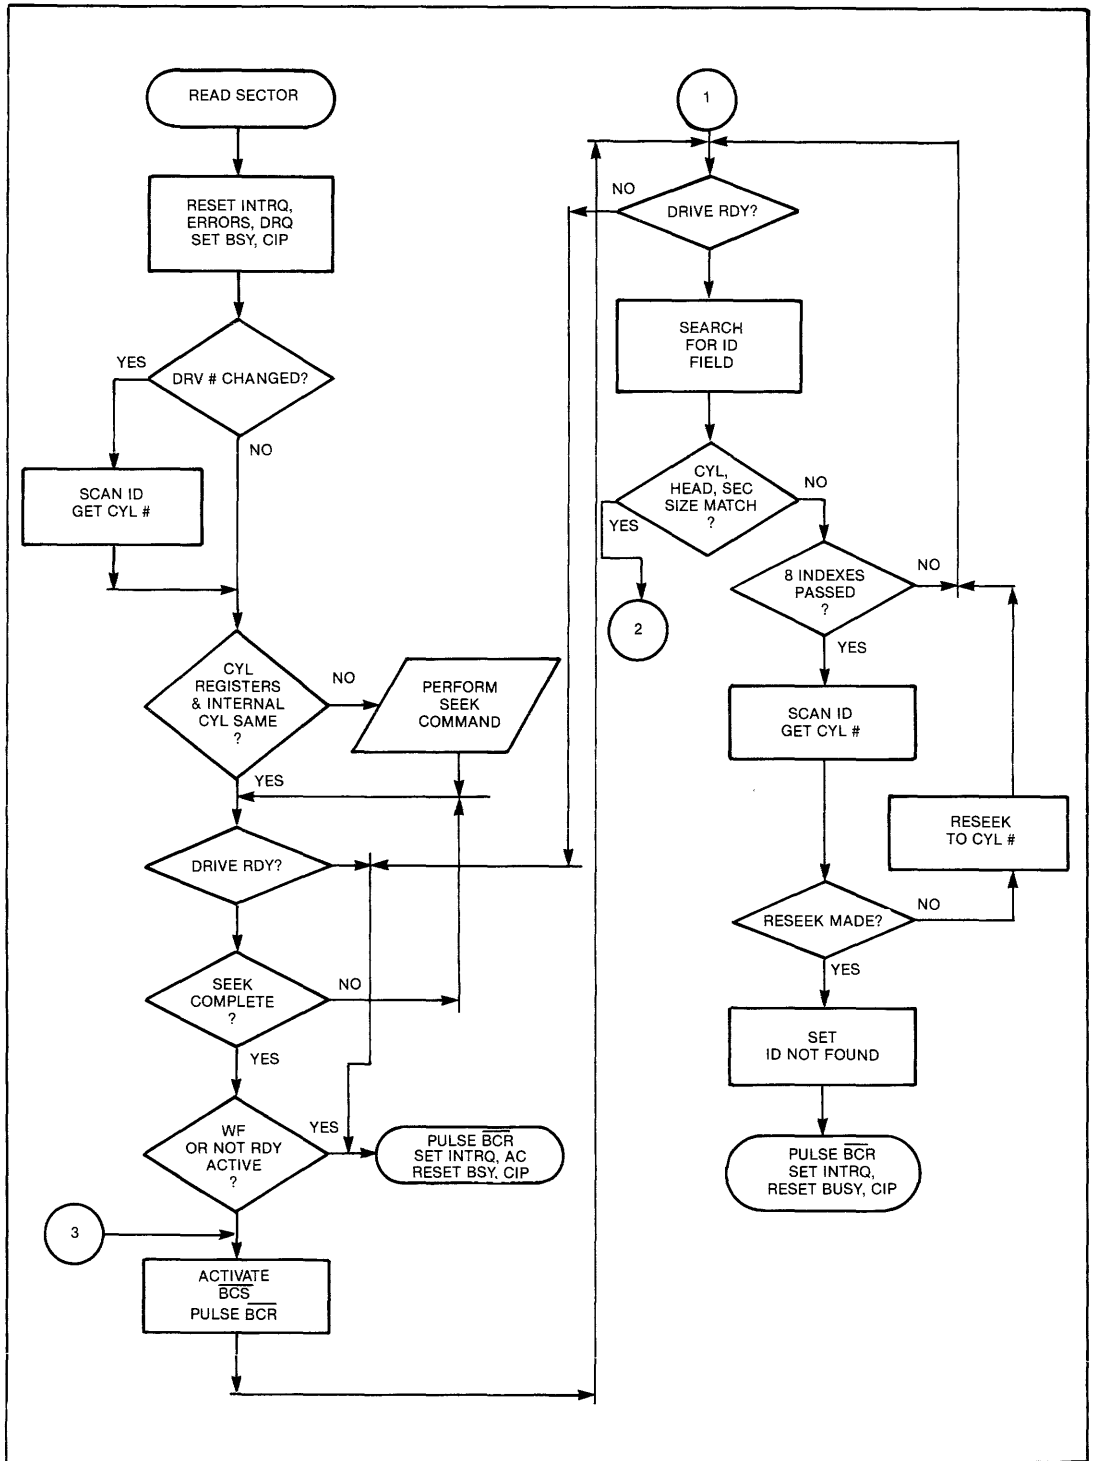 READ SECTOR
RESET INTRQ,
ERRORS, DRQ
SET BSY, CIP
YES
DRV # CHANGED?
NO
SCAN ID
GET CYL #
CYL
REGISTERS
& INTERNAL
CYL SAME
?
NO
PERFORM
SEEK
COMMAND
YES
DRIVE RDY?
SEEK
COMPLETE
?
NO
YES
WF
OR NOT RDY
ACTIVE
?
YES
PULSE BCR
SET INTRQ, AC
RESET BSY, CIP
3
ACTIVATE
BCS
PULSE BCR
1
NO
DRIVE RDY?
SEARCH
FOR ID
FIELD
CYL,
HEAD, SEC
SIZE MATCH
?
NO
YES
2
8 INDEXES
PASSED
?
NO
YES
SCAN ID
GET CYL #
RESEEK
TO CYL #
RESEEK MADE?
NO
YES
SET
ID NOT FOUND
PULSE BCR
SET INTRQ,
RESET BUSY, CIP